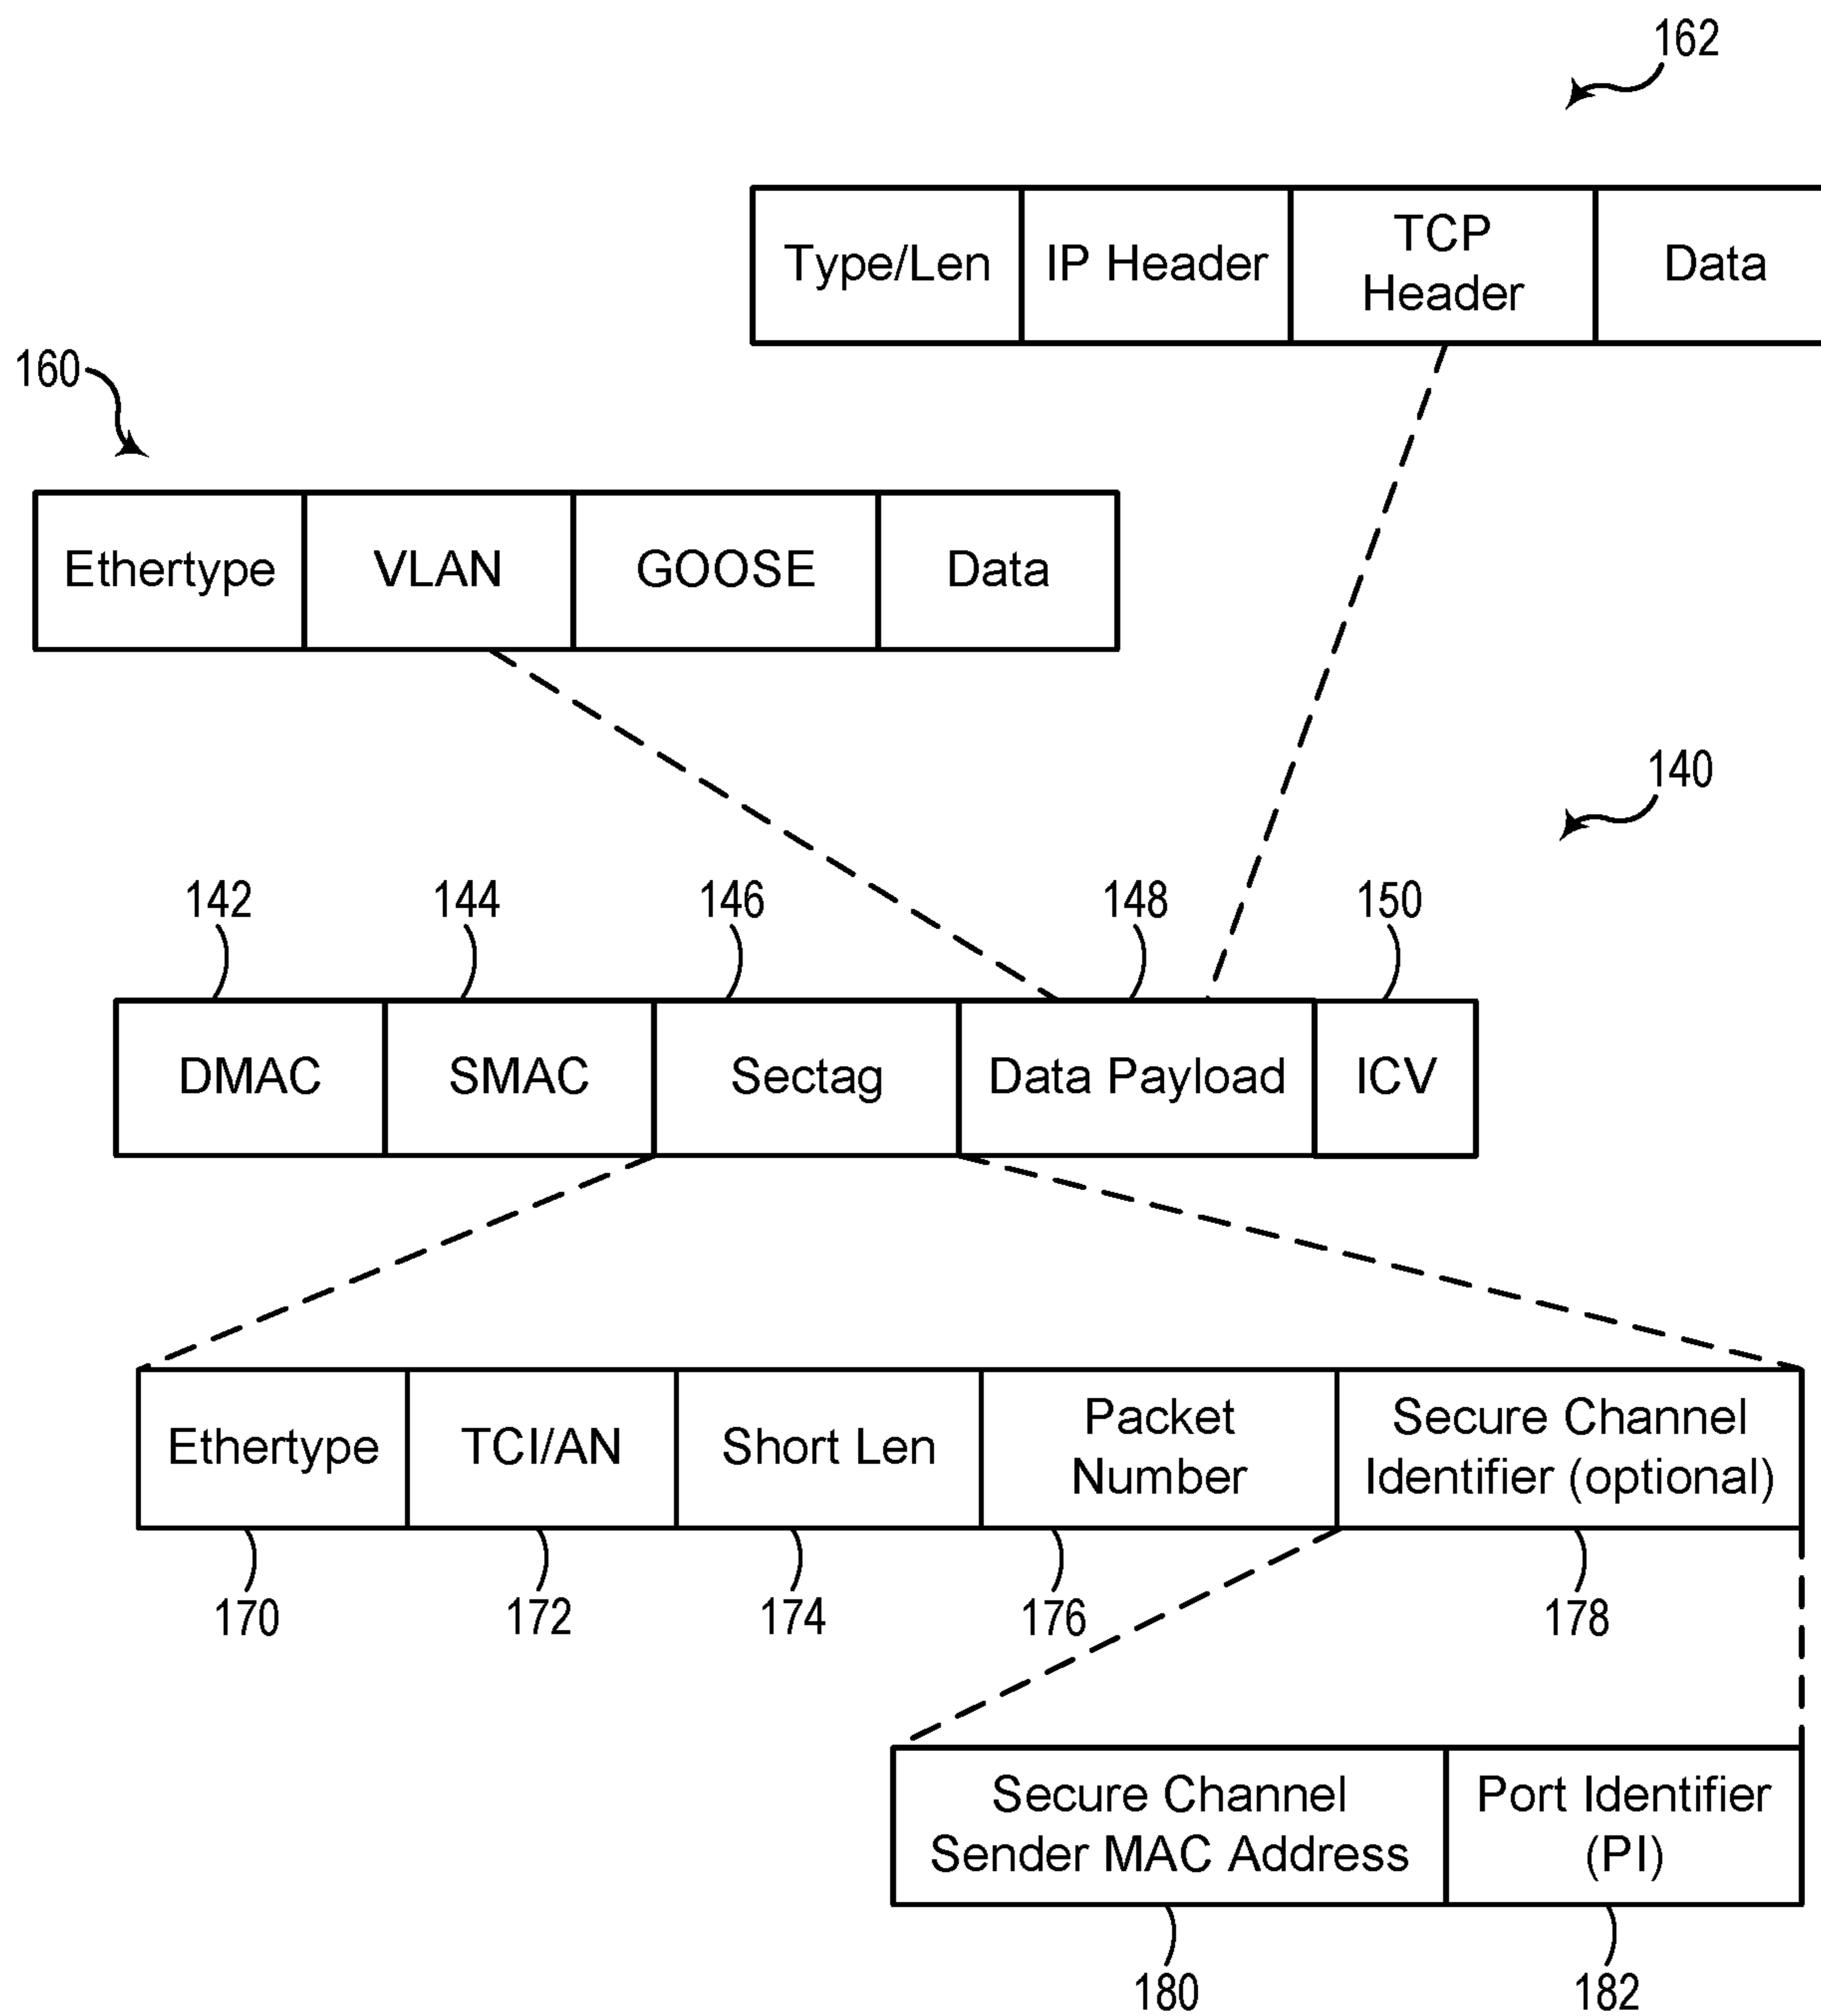 162
Type/Len
IP Header
TCP
Header
Data
160
Ethertype
VLAN
GOOSE
Data
140
142
144
146
148
150
DMAC
SMAC
Sectag
Data Payload
ICV
Ethertype
TCI/AN
Short Len
Packet
Number
Secure Channel
Identifier (optional)
170
172
174
176
178
Secure Channel
Sender MAC Address
Port Identifier
(PI)
180
182